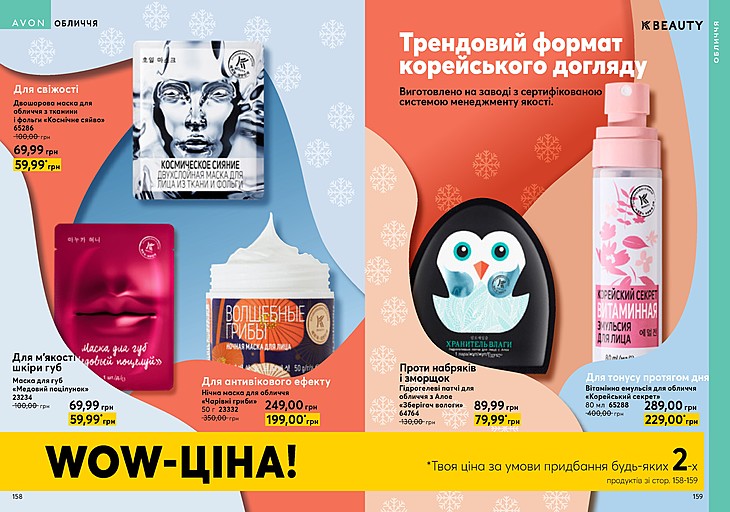 AVON ОБЛИЧЧЯ
Для свіжості
Двошарова маска для
обличчя з тканини
і фольги «Космічне сяйво»
65286
100,00 грн
69,99 грн
59,99* грн
КОСМИЧЕСКОЕ СИЯНИЕ
ДВУХСЛОЙНАЯ МАСКА ДЛЯ
ЛИЦА ИЗ ТКАНИ И ФОЛЬГИ
Маска для губ
Для м'якості
шкіри губ
Маска для губ
«Медовий поцілунок»
23234
100,00 грн
69,99 грн
59,99* грн
ВОЛШЕБНЫЕ
ГРИБЫ
НОЧНАЯ МАСКА ДЛЯ ЛИЦА
Для антивікового ефекту
Нічна маска для обличчя
«Чарівні гриби»
50 г 23332
350,00 грн
249,00 грн
199,00* грн
K BEAUTY
ОБЛИЧЧЯ
Трендовий формат
корейського догляду
Виготовлено на заводі з сертифікованою
системою менеджменту якості.
ХРАНИТЕЛЬ ВЛАГИ
Проти набряків
і зморщок
Гідрогелеві патчі для
обличчя з Алое
«Зберігач вологи»
64764
130,00 грн
89,99 грн
79,99* грн
КОРЕЙСКИЙ СЕКРЕТ
ВИТАМИННАЯ
ЭМУЛЬСИЯ
ДЛЯ ЛИЦА
Для тонусу протягом дня
Вітамінна емульсія для обличчя
«Корейський секрет»
80 мл 65288
400,00 грн
289,00 грн
229,00* грн
WOW-ЦІНА!
*Твоя ціна за умови придбання будь-яких 2-х
продуктів зі стор. 158-159
158
159